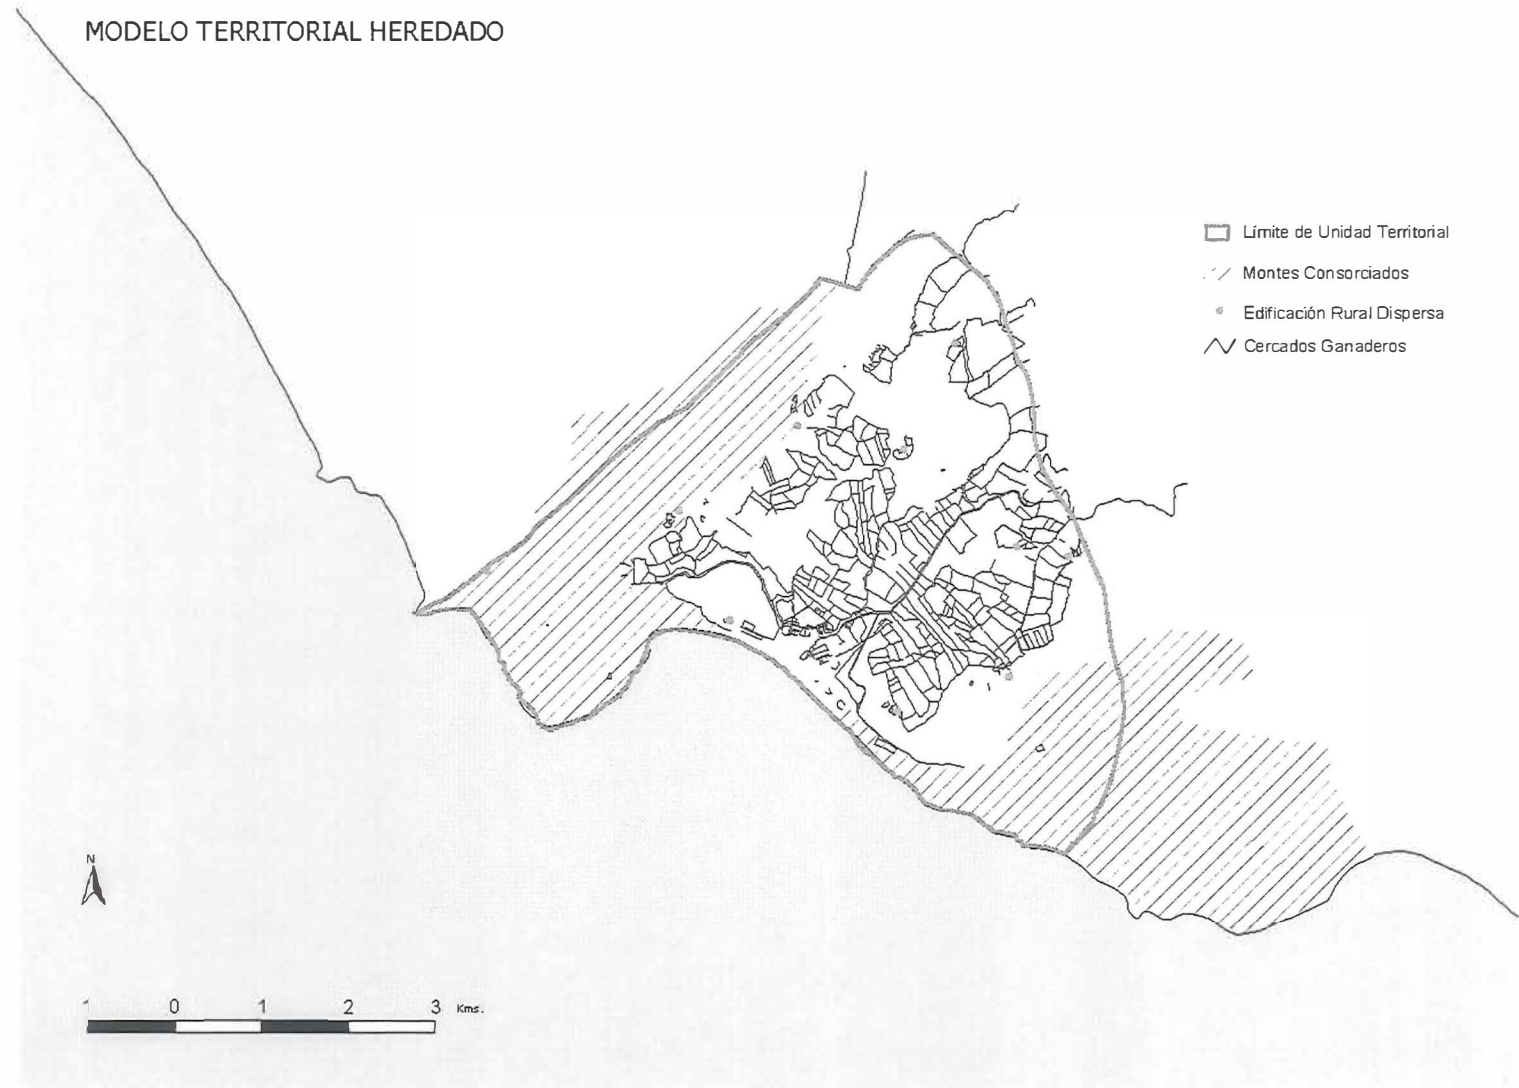 MODELO TERRITORIAL HEREDADO
Límite de Unidad Territorial
Montes Consorciados
Edificación Rural Dispersa
Cercados Ganaderos
N
1 0 1 2 3 Kms.